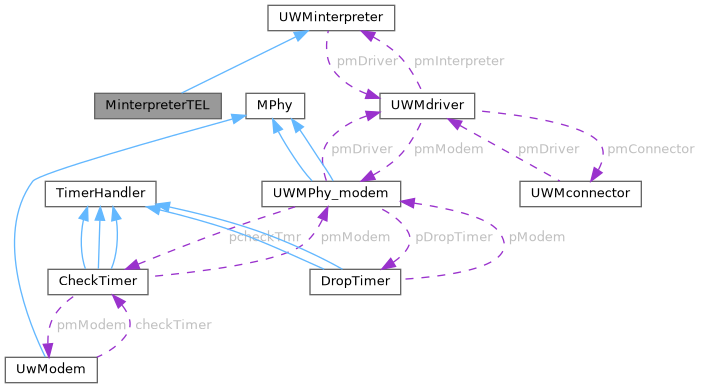 UWMinterpreter
pmDriver
pmInterpreter
MinterpreterTEL
MPhy
UWMdriver
pmDriver
pmModem
pmDriver
pmConnector
TimerHandler
UWMPhy_modem
UWMconnector
pcheckTmr
pmModem
pDropTimer
pModem
CheckTimer
DropTimer
pmModem
checkTimer
UwModem